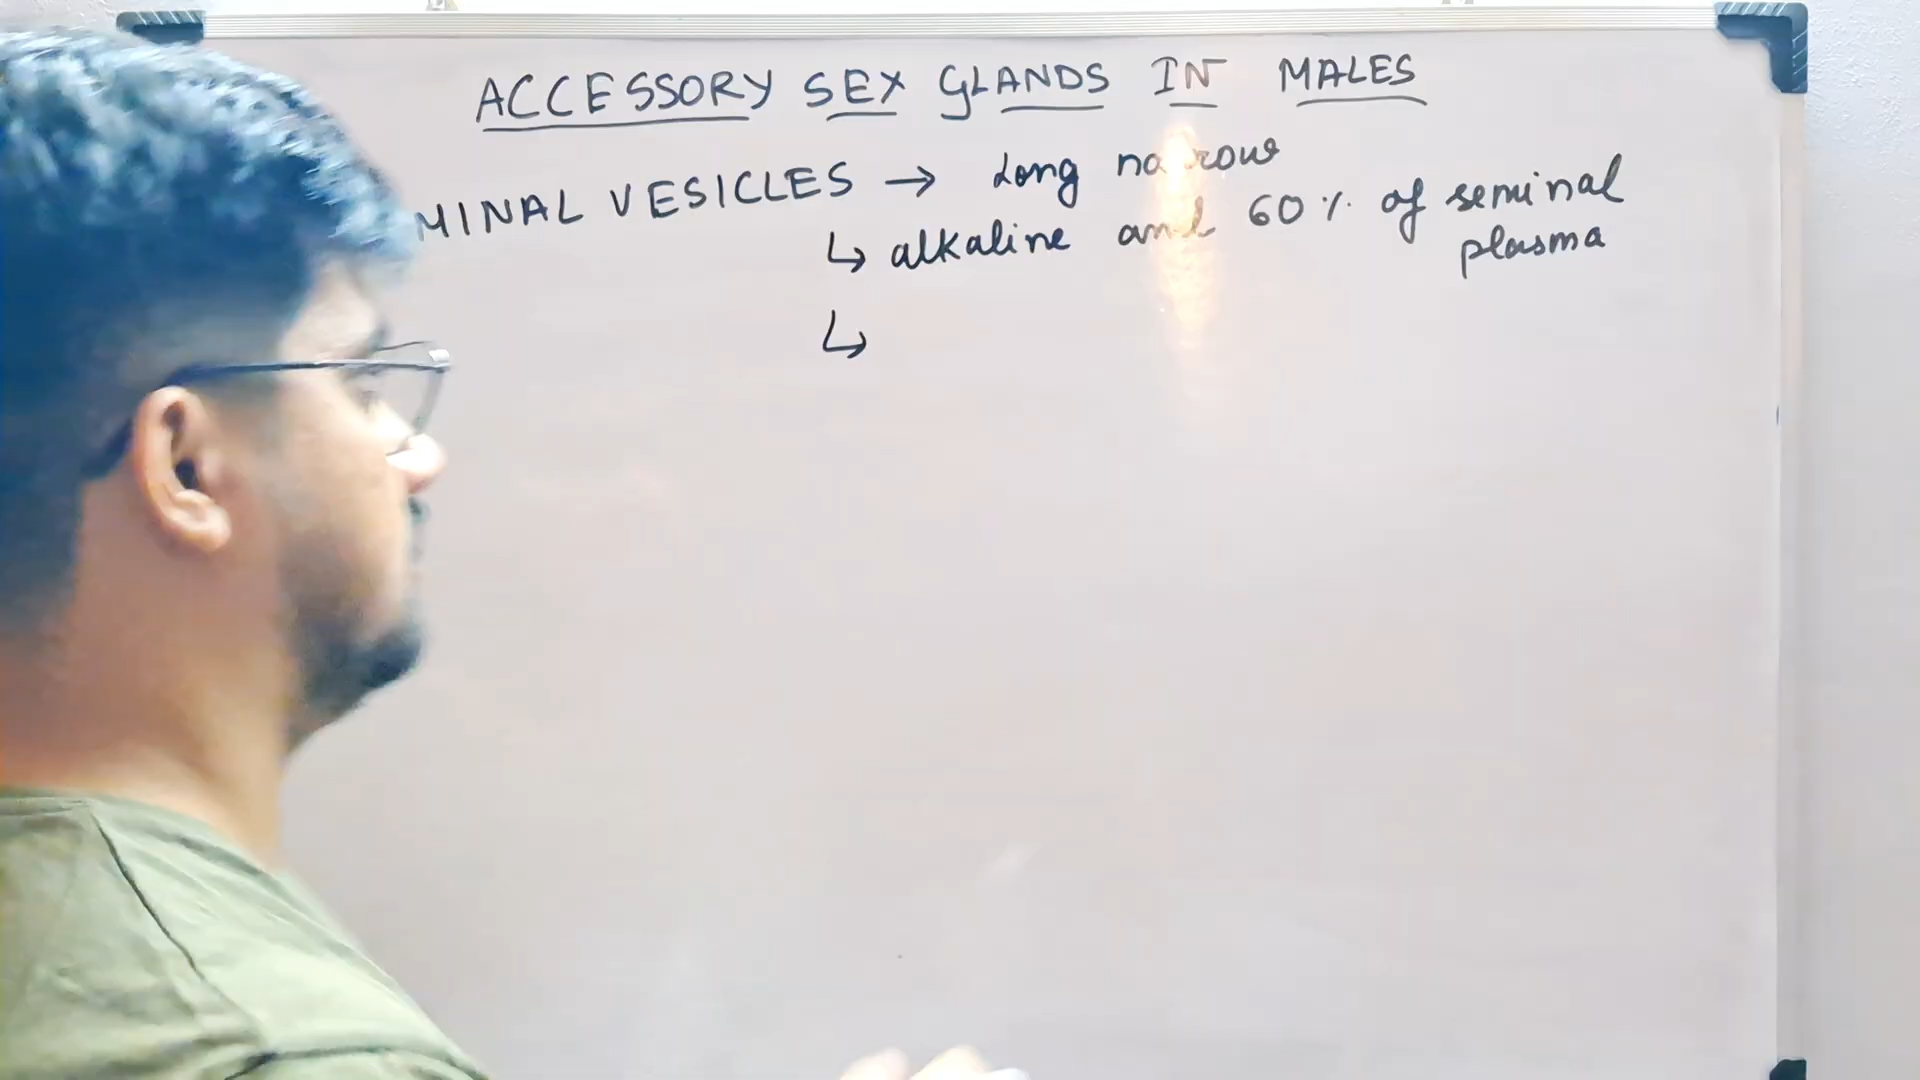 ACCESSORY SEX GLANDS IN MALES
MINAL VESICLES → Long narrow
↳ alkaline and 60% of seminal
plasma
↳